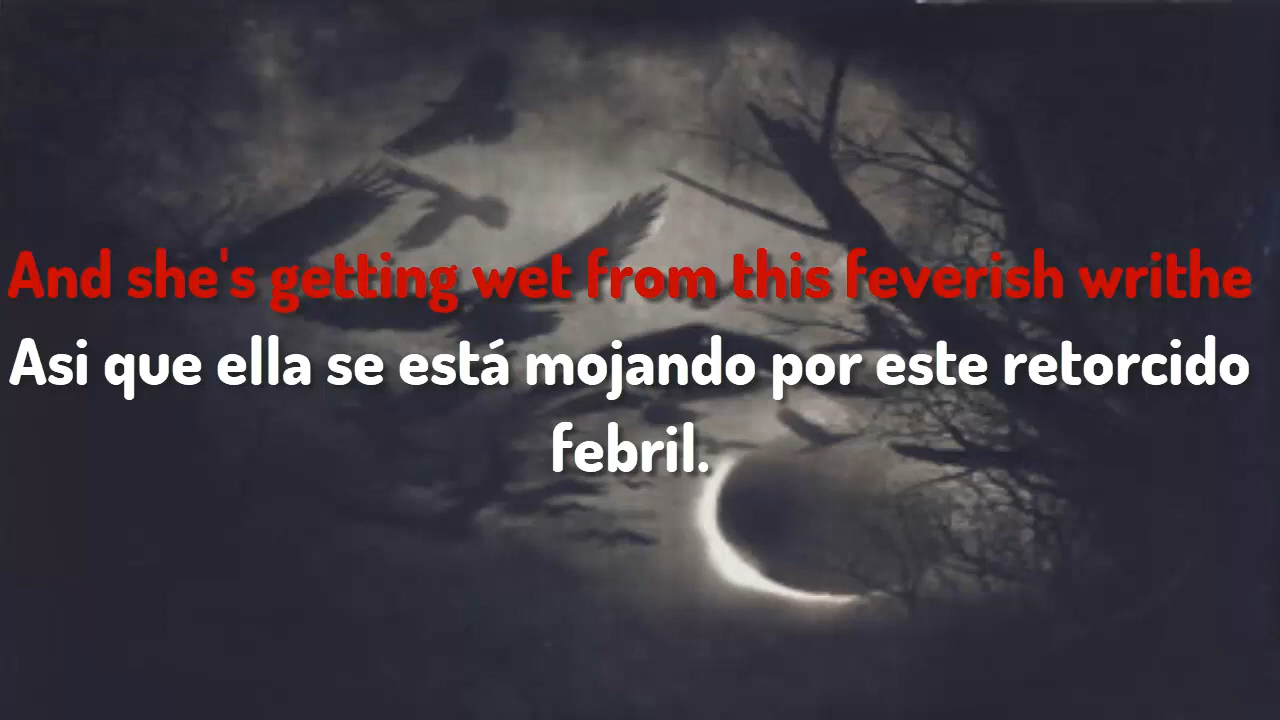 And she's getting wet from this feverish writhe
Asi que ella se está mojando por este retorcido
febril.